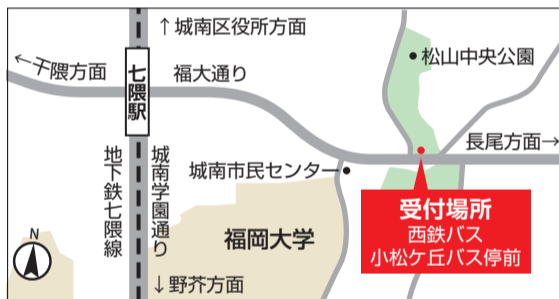 ↑城南区役所方面
←干隈方面
七隈駅
福大通り
松山中央公園
長尾方面→
地下鉄七隈線
城南学園通り
城南市民センター
福岡大学
受付場所
西鉄バス
小松ケ丘バス停前
↓野芥方面
N